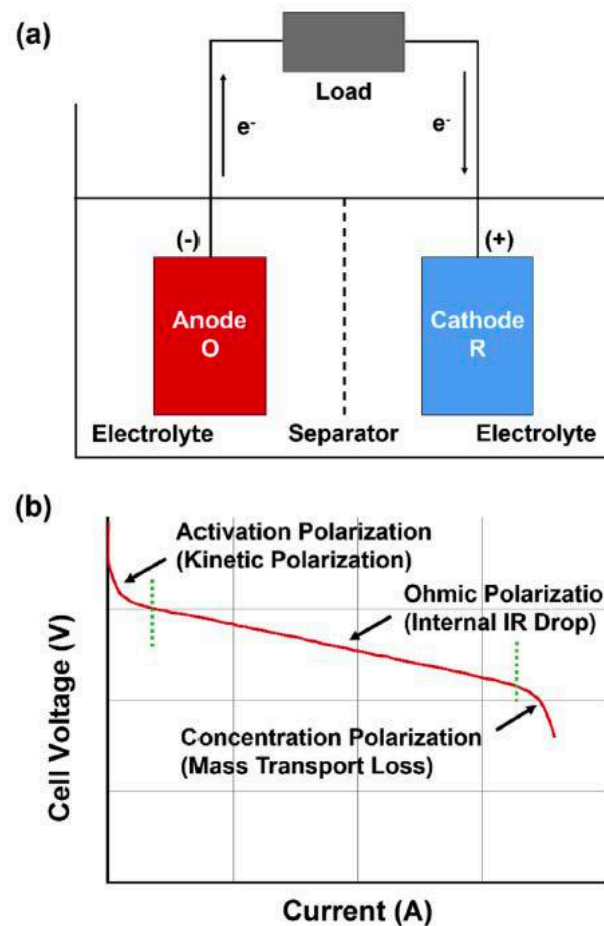 (a)
Load
e-
e-
(-)
(+)
Anode
O
Cathode
R
Electrolyte
Separator
Electrolyte
(b)
Activation Polarization
(Kinetic Polarization)
Ohmic Polarizatio
(Internal IR Drop)
Concentration Polarization
(Mass Transport Loss)
Cell Voltage (V)
Current (A)